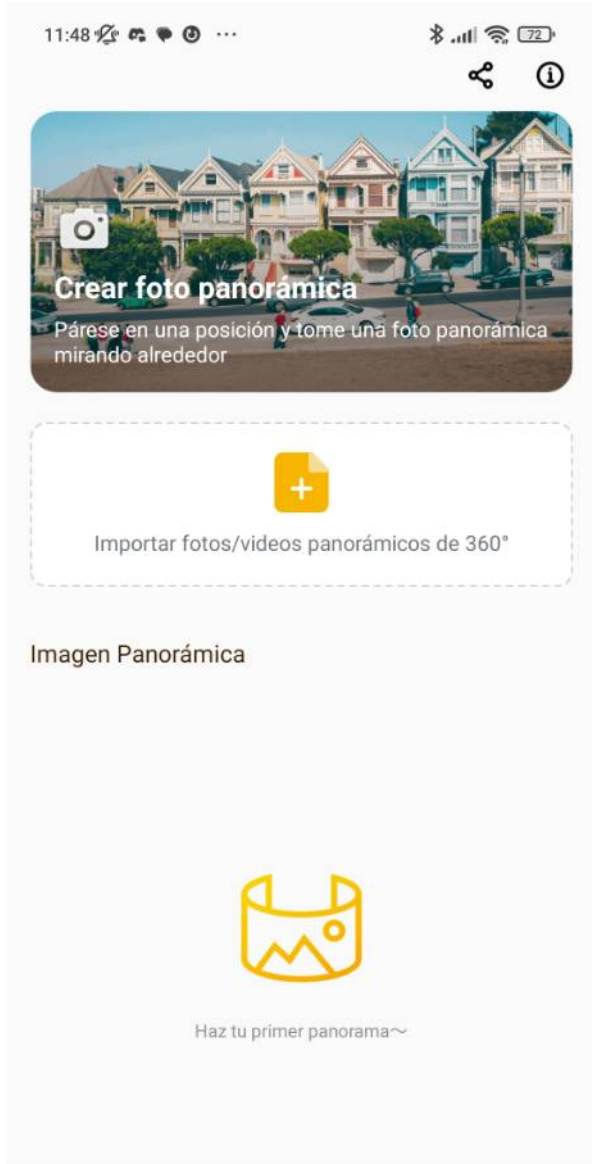 11:48
72
Crear foto panorámica
Párese en una posición y tome una foto panorámica
mirando alrededor
Importar fotos/videos panorámicos de 360°
Imagen Panorámica
Haz tu primer panorama～